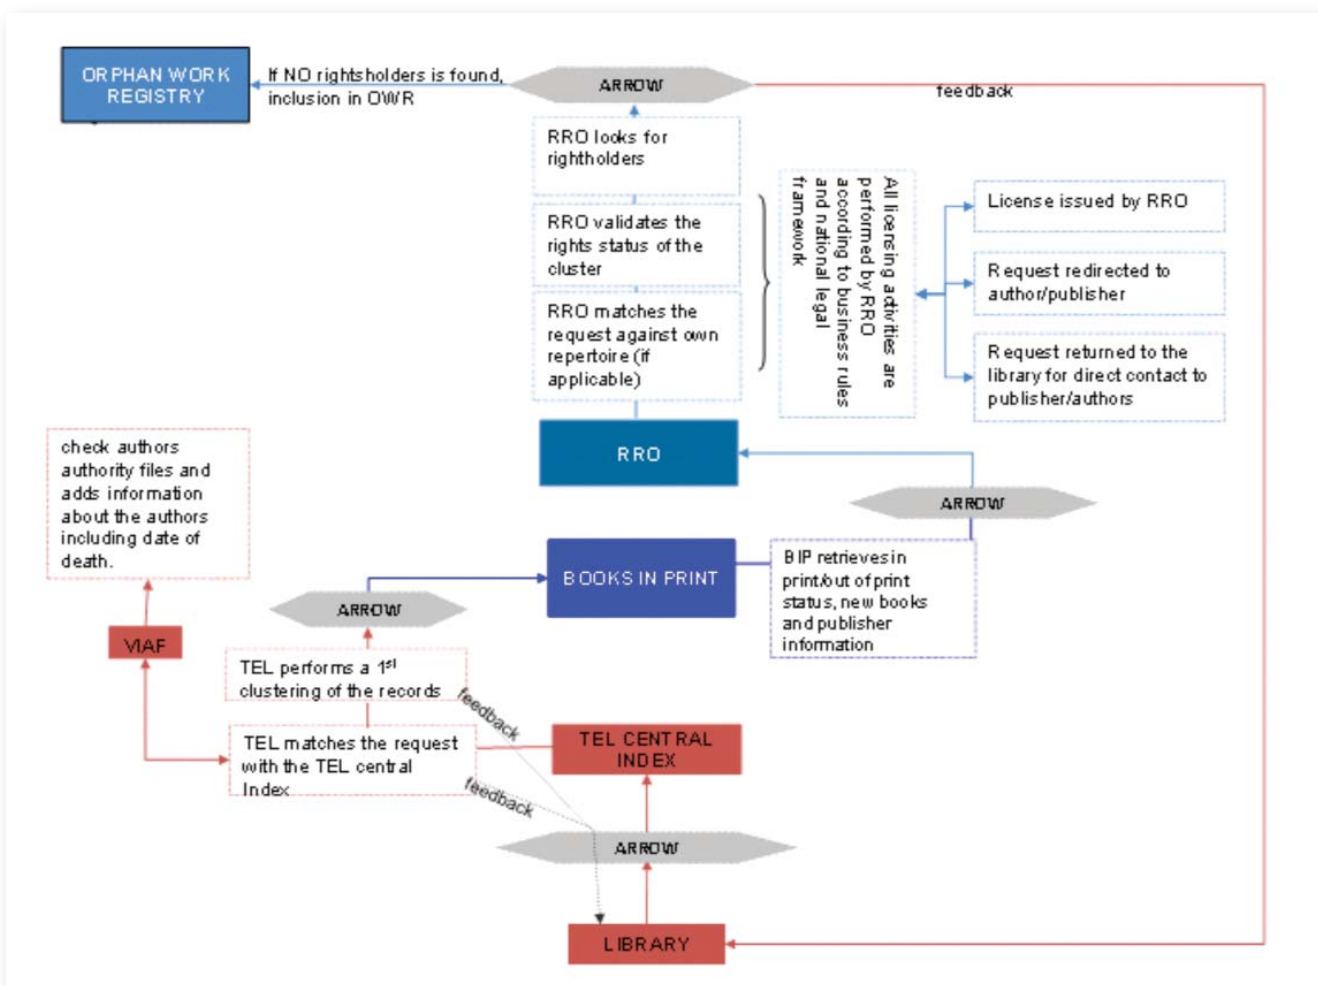 ORPHAN WORK
REGISTRY
If NO rightsholders is found,
inclusion in OWR
ARROW
feedback
RRO looks for
rightholders
RRO validates the
rights status of the
cluster
RRO matches the
request against own
repertoire (if
applicable)
All licensing activities are
performed by RRO
according to business rules
and national legal
framework
License issued by RRO
Request redirected to
author/publisher
Request returned to the
library for direct contact to
publisher/authors
RRO
check authors
authority files and
adds information
about the authors
including date of
death.
ARROW
BOOKS IN PRINT
BIP retrieves in
print/out of print
status, new books
and publisher
information
ARROW
VIAF
TEL performs a 1st
clustering of the records
feedback
TEL matches the request
with the TEL central
Index
feedback
TEL CENTRAL
INDEX
ARROW
LIBRARY